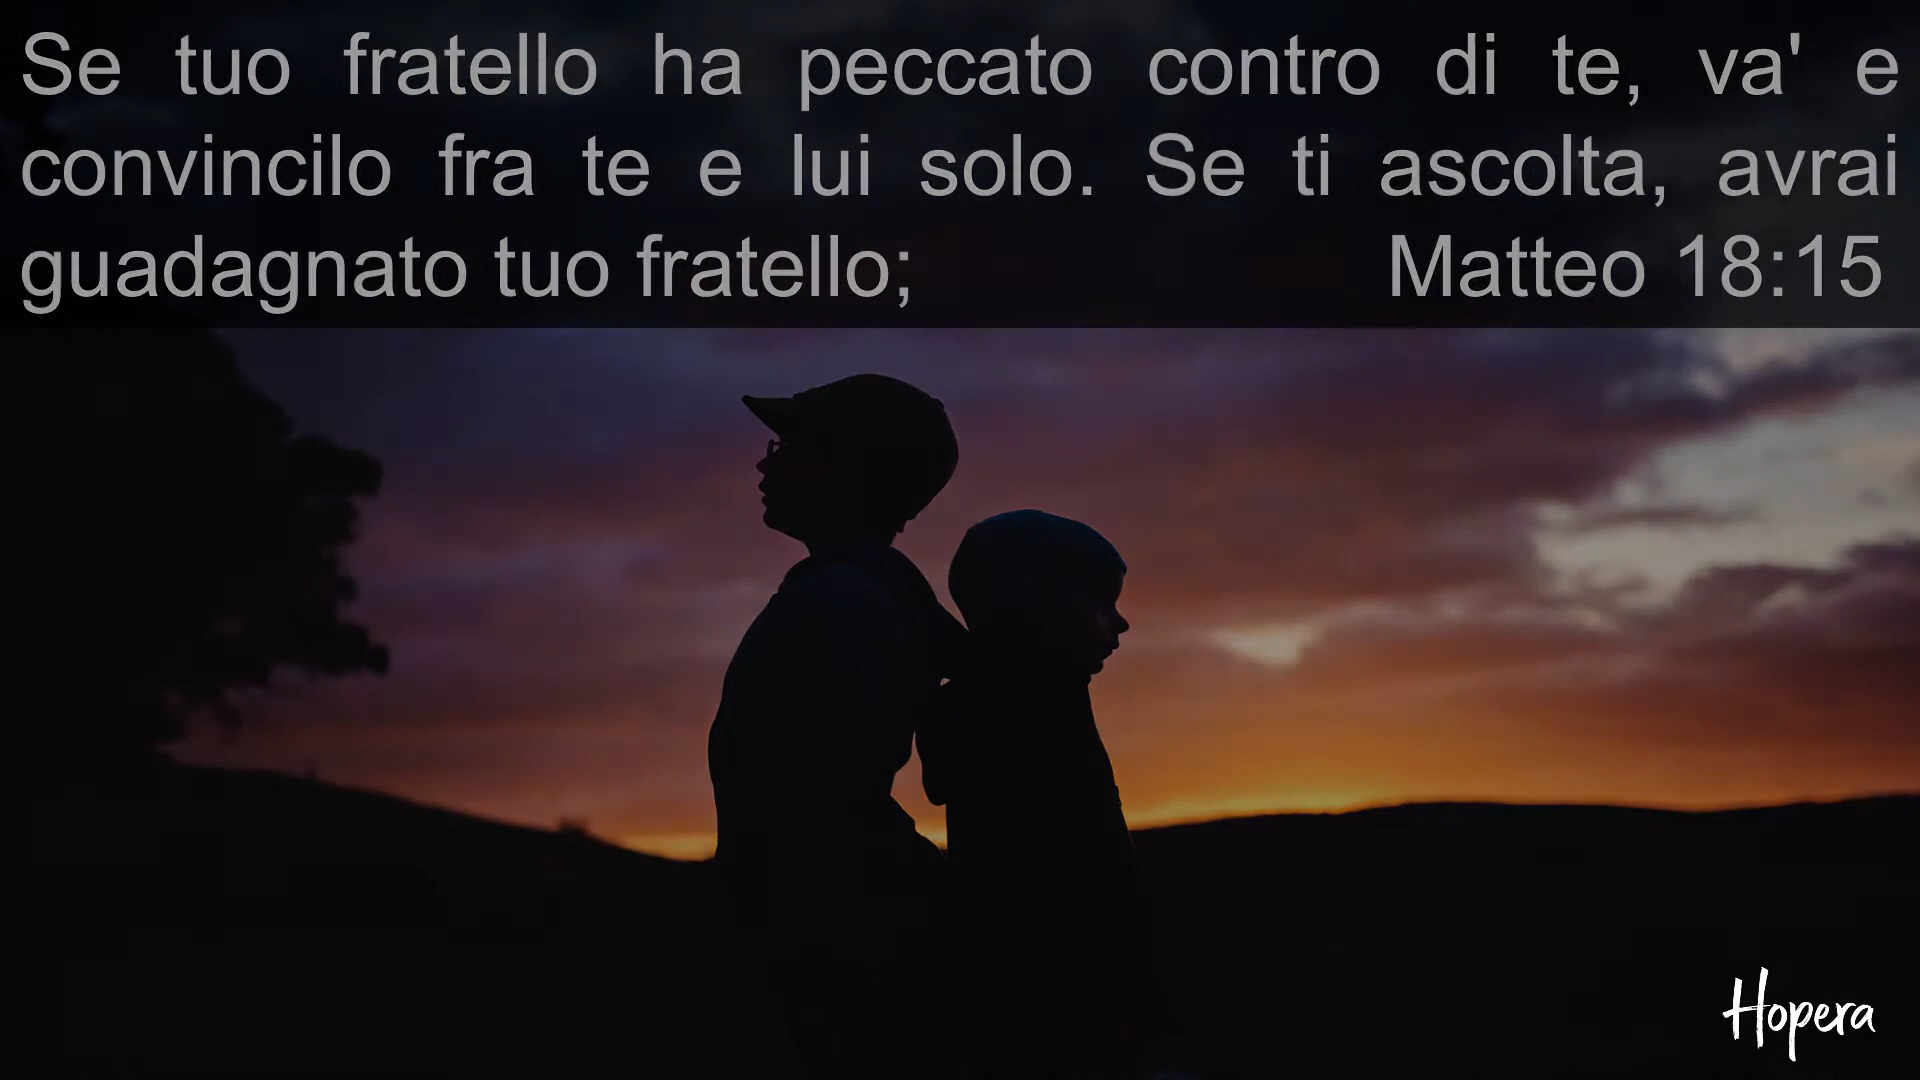 Se tuo fratello ha peccato contro di te, va' e
convincilo fra te e lui solo. Se ti ascolta, avrai
guadagnato tuo fratello; Matteo 18:15
Hopera